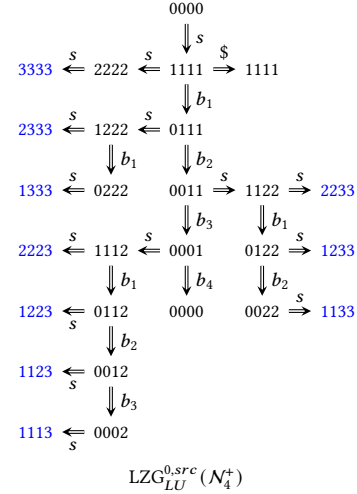 0000
s
3333 s 2222 s 1111 $ 1111
b₁
2333 s 1222 s 0111
b₁ b₂
1333 s 0222 0011 s 1122 s 2233
b₃ b₁
2223 s 1112 s 0001 0122 s 1233
b₁ b₄ b₂
1223 s 0112 0000 0022 s 1133
b₂
1123 s 0012
b₃
1113 s 0002
LZG^{0,src}_{LU}(𝒩₄⁺)